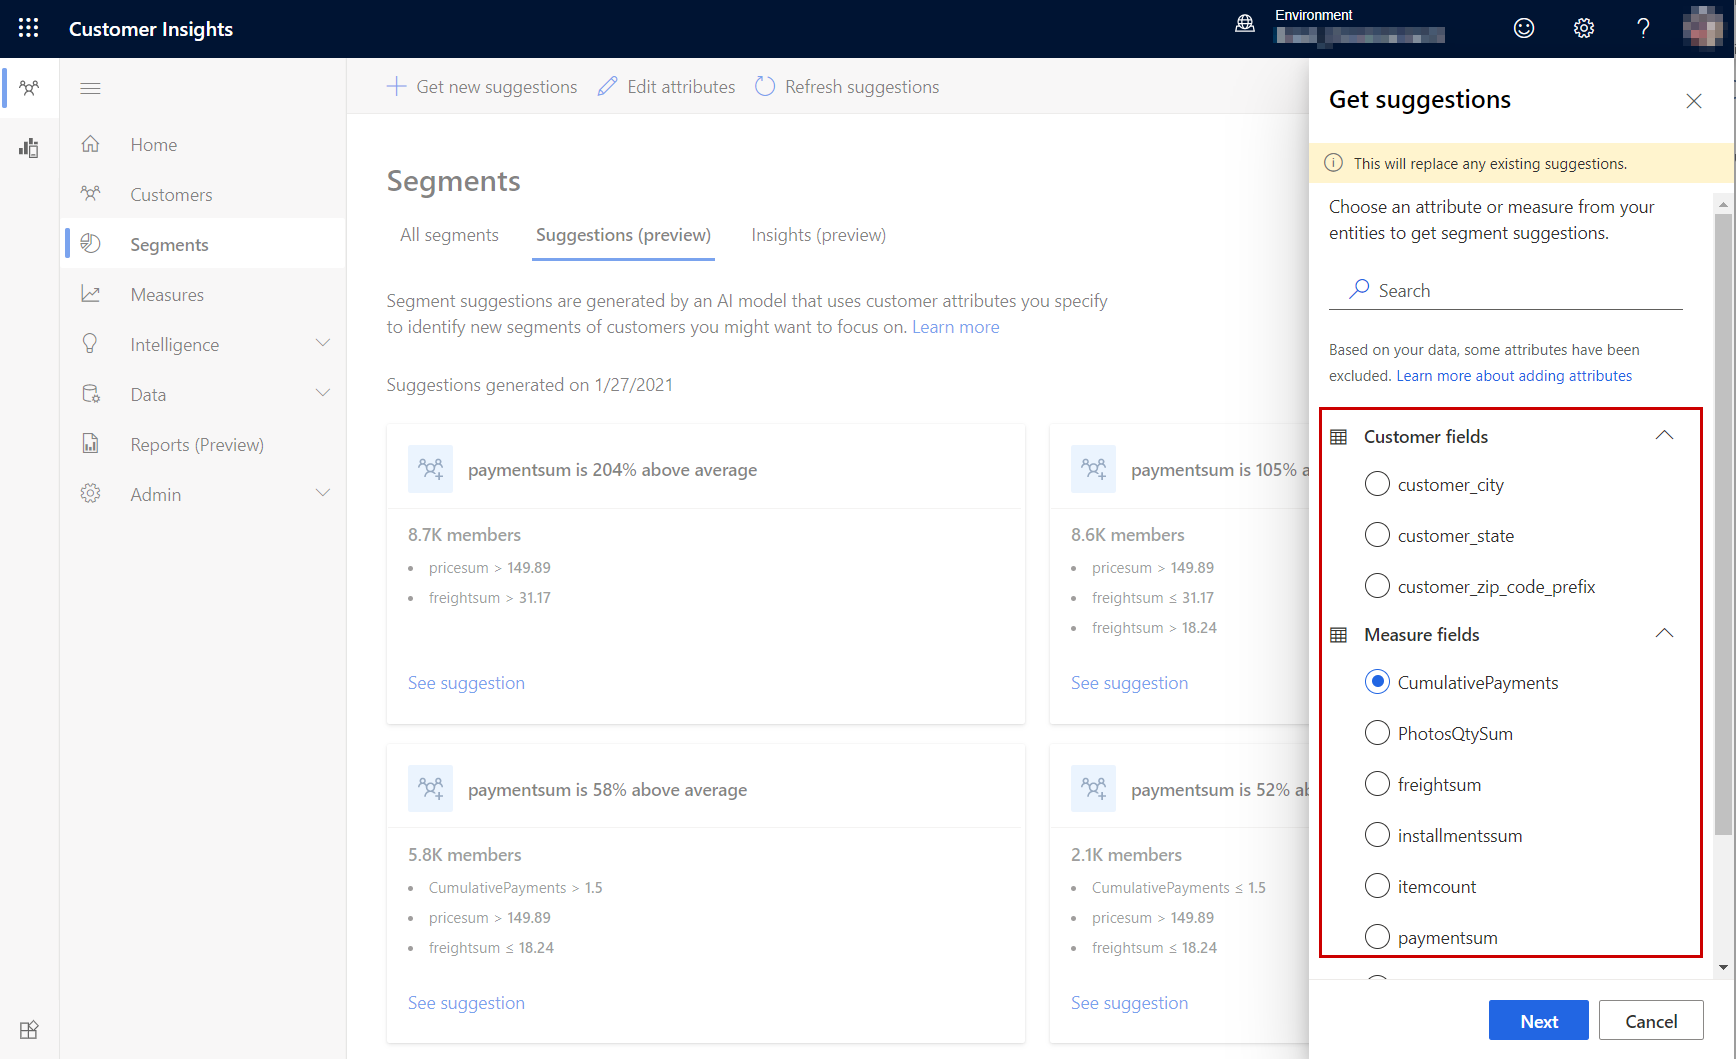 Customer Insights
Environment
Get new suggestions
Edit attributes
Refresh suggestions
Home
Customers
Segments
Measures
Intelligence
Data
Reports (Preview)
Admin
Segments
All segments
Suggestions (preview)
Insights (preview)
Segment suggestions are generated by an AI model that uses customer attributes you specify
to identify new segments of customers you might want to focus on. Learn more
Suggestions generated on 1/27/2021
paymentsum is 204% above average
8.7K members
• pricesum > 149.89
• freightsum > 31.17
See suggestion
paymentsum is 105%
8.6K members
• pricesum > 149.89
• freightsum ≤ 31.17
• freightsum > 18.24
See suggestion
paymentsum is 58% above average
5.8K members
• CumulativePayments > 1.5
• pricesum > 149.89
• freightsum ≤ 18.24
See suggestion
paymentsum is 52%
2.1K members
• CumulativePayments ≤ 1.5
• pricesum > 149.89
• freightsum ≤ 18.24
See suggestion
Get suggestions
This will replace any existing suggestions.
Choose an attribute or measure from your
entities to get segment suggestions.
Search
Based on your data, some attributes have been
excluded. Learn more about adding attributes
Customer fields
customer_city
customer_state
customer_zip_code_prefix
Measure fields
CumulativePayments
PhotosQtySum
freightsum
installmentssum
itemcount
paymentsum
Next
Cancel